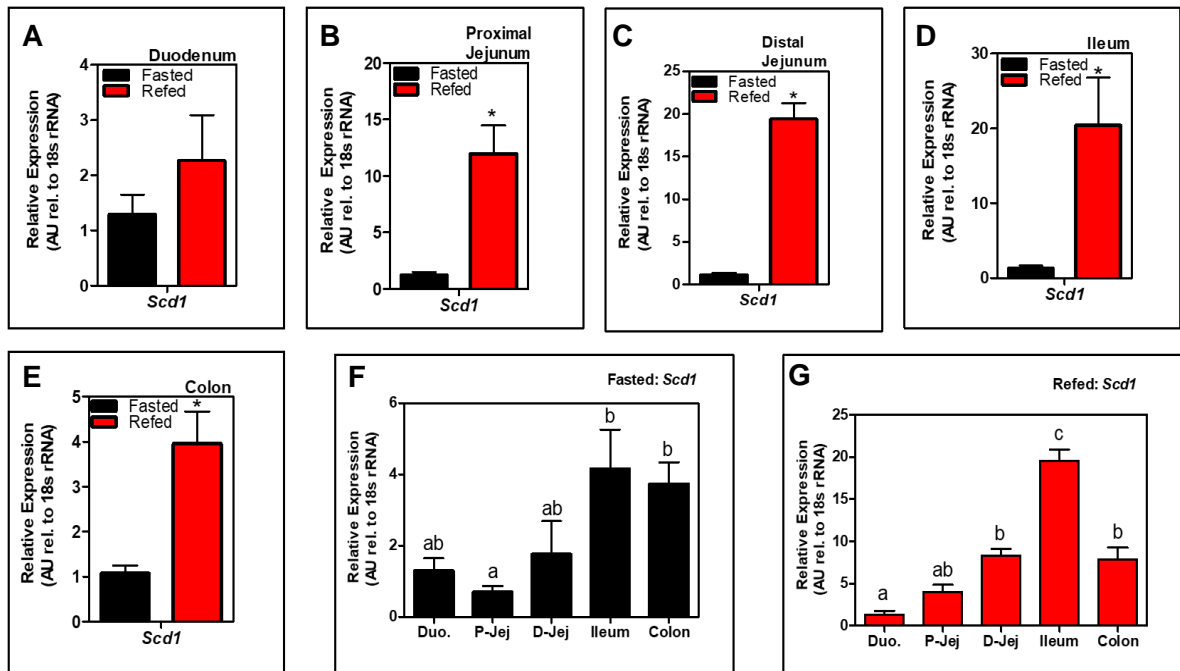 A
Duodenum
Fasted
Refed
Relative Expression
(AU rel. to 18s rRNA)
4
3
2
1
0
Scd1
B
Proximal
Jejunum
Fasted
Refed
Relative Expression
(AU rel. to 18s rRNA)
20
15
10
5
0
*
Scd1
C
Distal
Jejunum
Fasted
Refed
Relative Expression
(AU rel. to 18s rRNA)
25
20
15
10
5
0
*
Scd1
D
Ileum
Fasted
Refed
Relative Expression
(AU rel. to 18s rRNA)
30
20
10
0
*
Scd1
E
Colon
Fasted
Refed
Relative Expression
(AU rel. to 18s rRNA)
5
4
3
2
1
0
*
Scd1
F
Fasted: Scd1
Relative Expression
(AU rel. to 18s rRNA)
6
4
2
0
ab a ab b b
Duo. P-Jej D-Jej Ileum Colon
G
Refed: Scd1
Relative Expression
(AU rel. to 18s rRNA)
25
20
15
10
5
0
a ab b c b
Duo. P-Jej D-Jej Ileum Colon